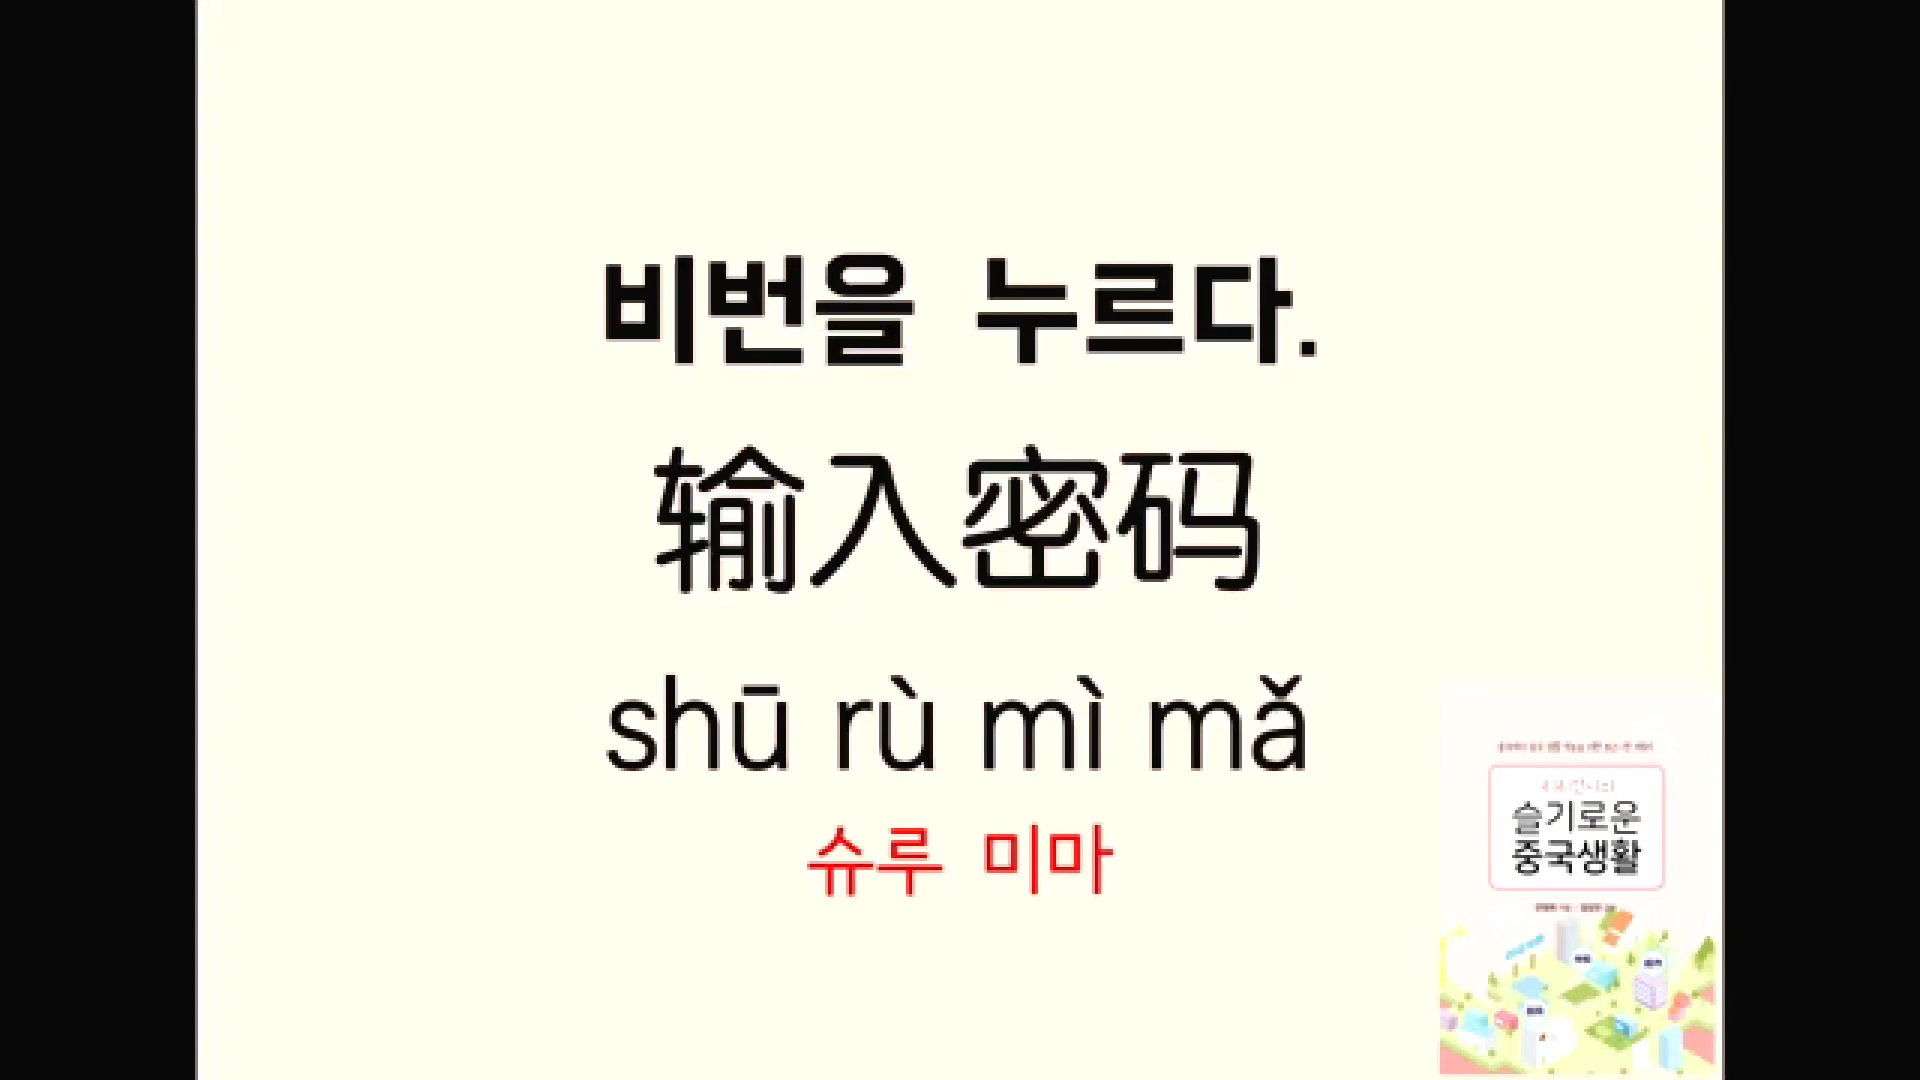 비번을 누르다.
输入密码
shū rù mì mǎ
슈루 미마
슬기로운
중국생활